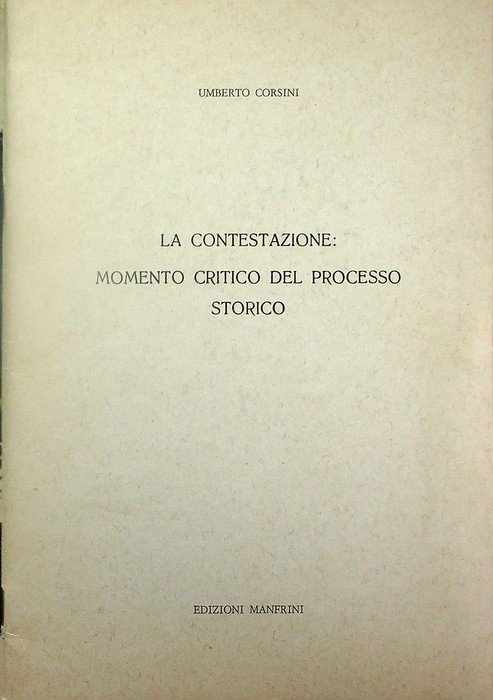 UMBERTO CORSINI
LA CONTESTAZIONE:
MOMENTO CRITICO DEL PROCESSO
STORICO
EDIZIONI MANFRINI